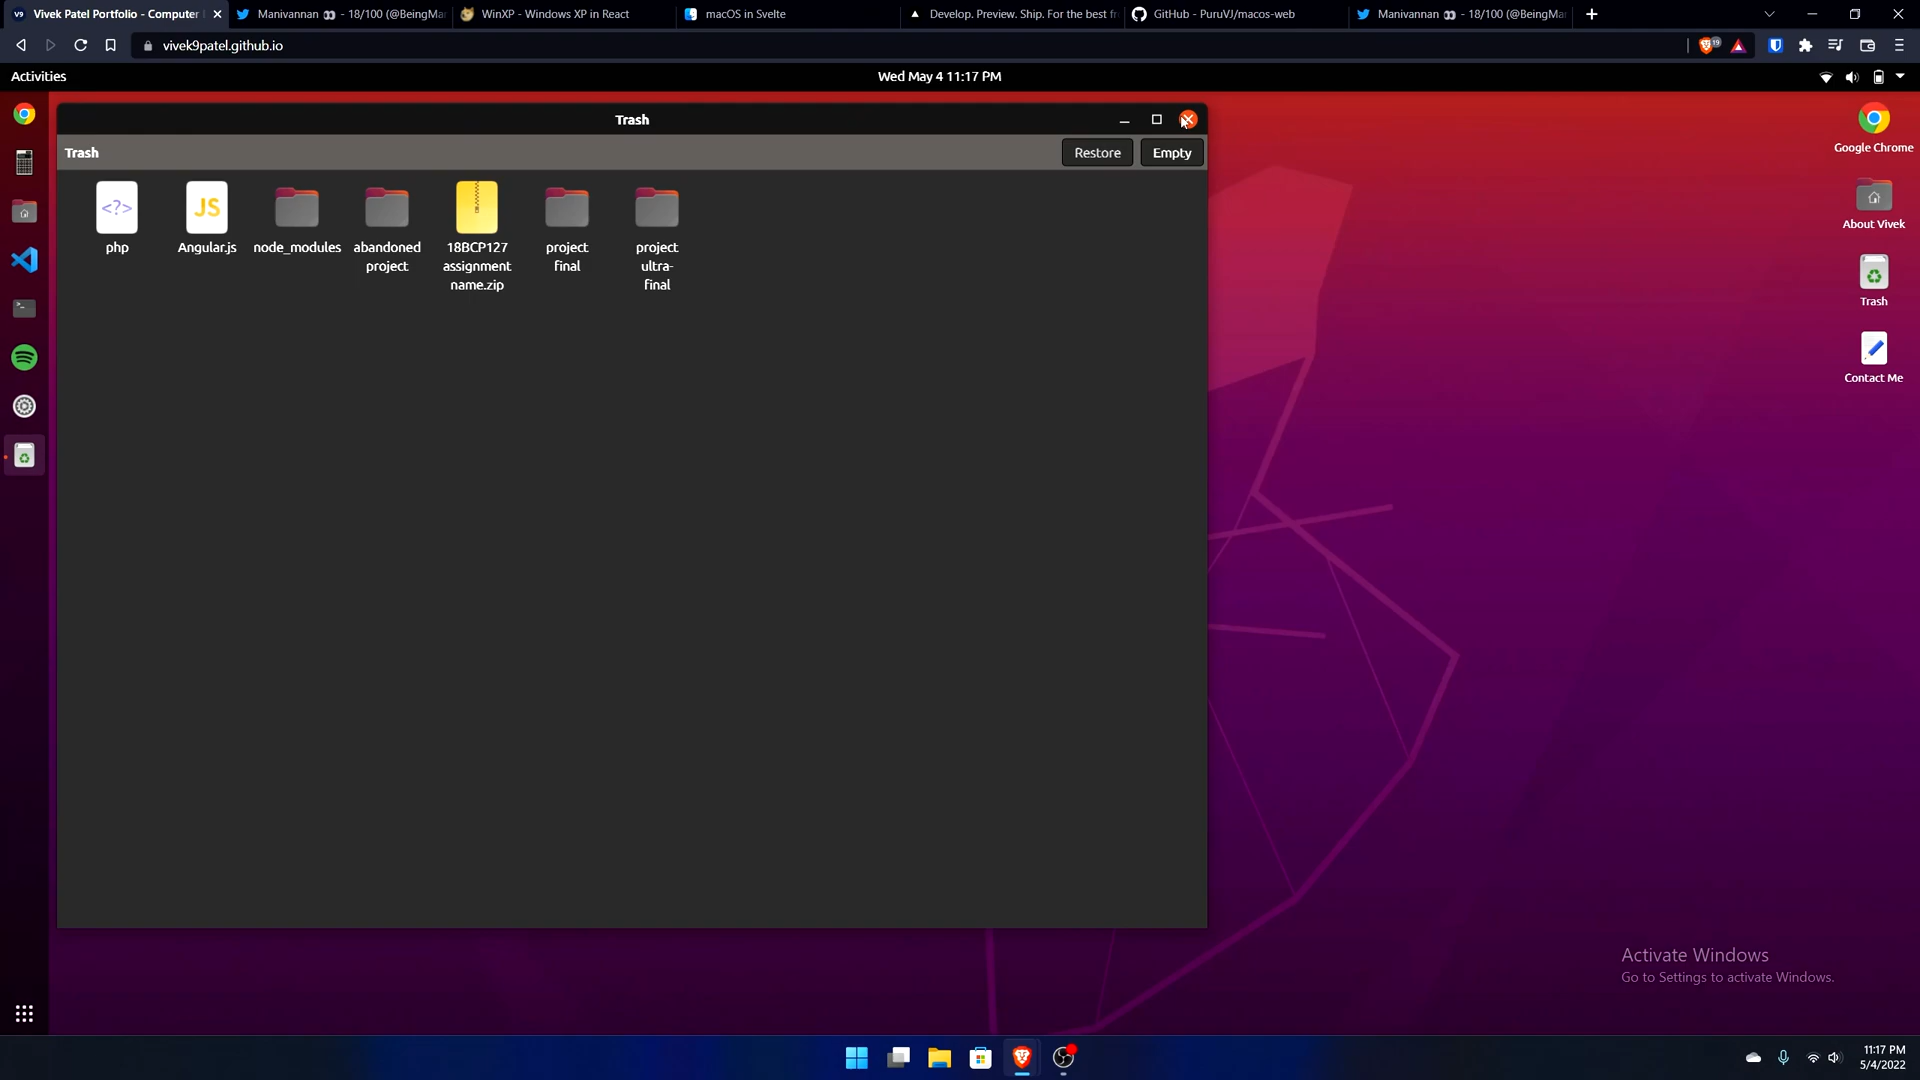 Vivek Patel Portfolio - Computer
Manivannan 👀 - 18/100 (@BeingMa
WinXP - Windows XP in React
macOS in Svelte
Develop. Preview. Ship. For the best f
GitHub - PuruVJ/macos-web
Manivannan 👀 - 18/100 (@BeingMa
vivek9patel.github.io
19
Activities
Wed May 4 11:17 PM
Trash
Trash
Restore
Empty
<?>
JS
php
Angular.js
node_modules
abandoned
project
18BCP127
assignment
name.zip
project
final
project
ultra-
final
Google Chrome
About Vivek
Trash
Contact Me
Activate Windows
Go to Settings to activate Windows.
11:17 PM
5/4/2022